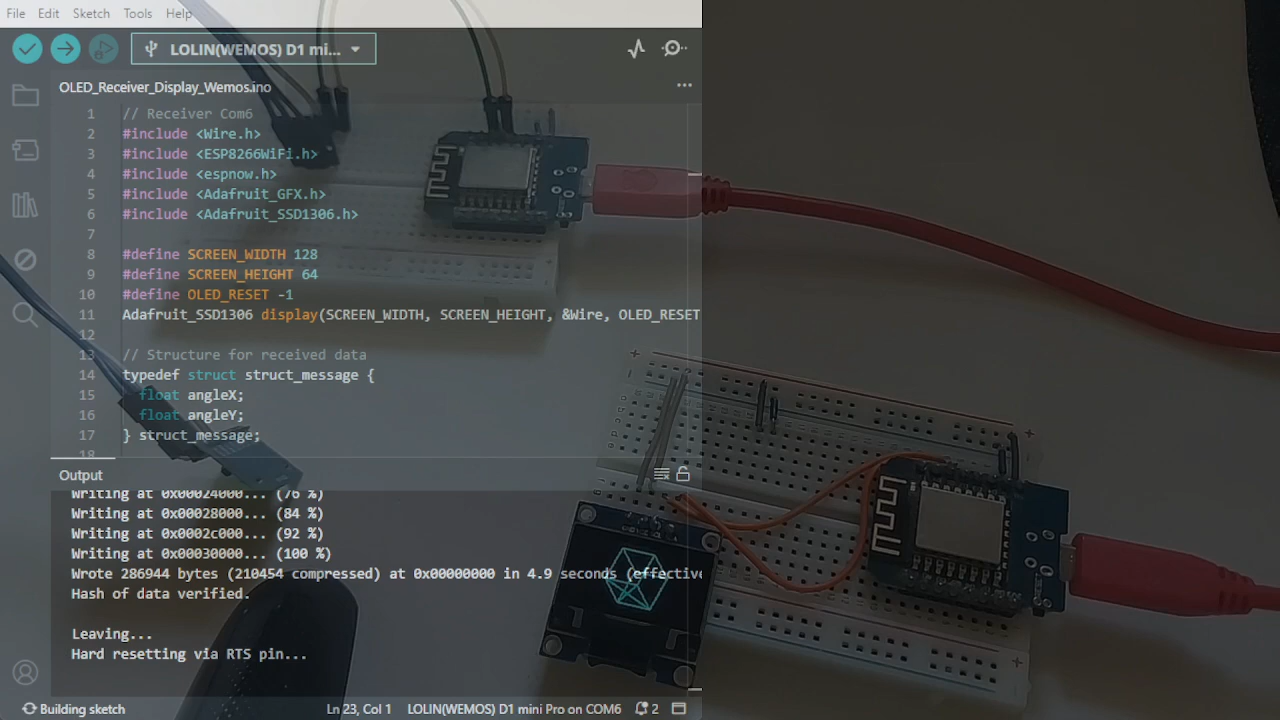 File Edit Sketch Tools Help
LOLIN(WEMOS) D1 mi...
OLED_Receiver_Display_Wemos.ino
1 // Receiver Com6
2 #include <Wire.h>
3 #include <ESP8266WiFi.h>
4 #include <espnow.h>
5 #include <Adafruit_GFX.h>
6 #include <Adafruit_SSD1306.h>
7
8 #define SCREEN_WIDTH 128
9 #define SCREEN_HEIGHT 64
10 #define OLED_RESET -1
11 Adafruit_SSD1306 display(SCREEN_WIDTH, SCREEN_HEIGHT, &Wire, OLED_RESET
12
13 // Structure for received data
14 typedef struct struct_message {
15 float angleX;
16 float angleY;
17 } struct_message;
18
Output
Writing at 0x00024000... (76 %)
Writing at 0x00028000... (84 %)
Writing at 0x0002c000... (92 %)
Writing at 0x00030000... (100 %)
Wrote 286944 bytes (210454 compressed) at 0x00000000 in 4.9 seconds (effective
Hash of data verified.
Leaving...
Hard resetting via RTS pin...
Building sketch Ln 23, Col 1 LOLIN(WEMOS) D1 mini Pro on COM6 2